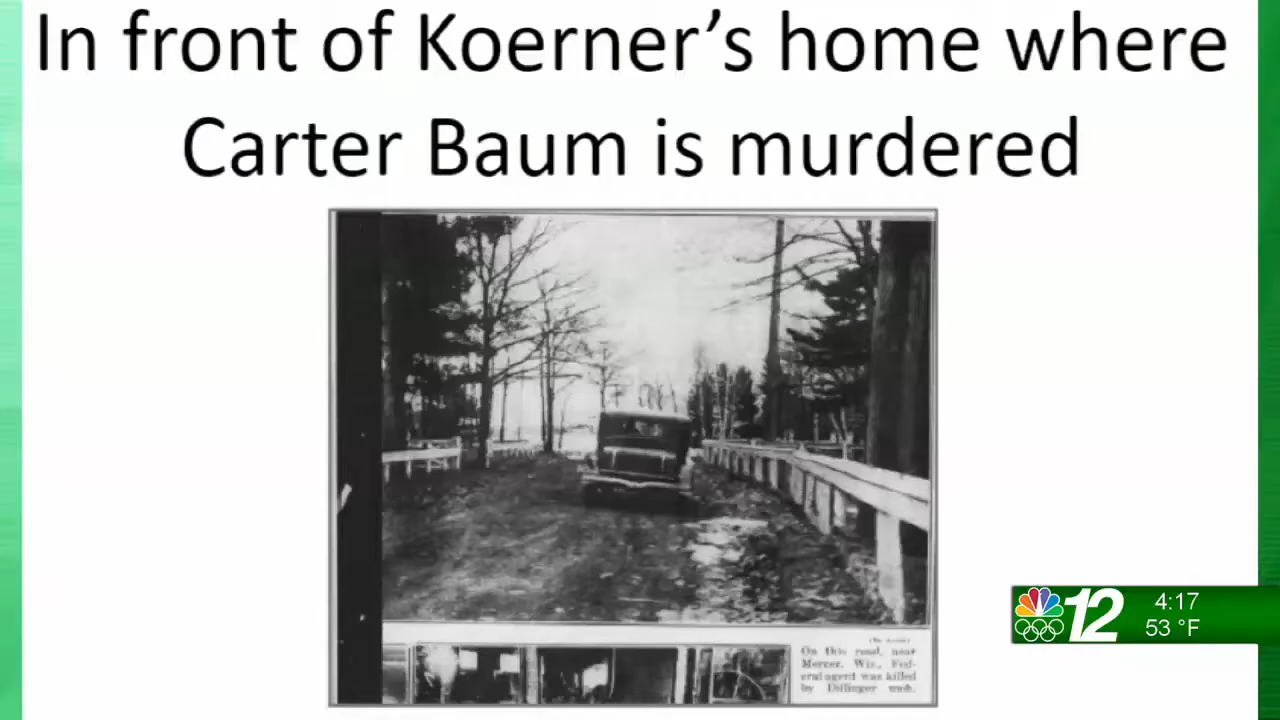 In front of Koerner’s home where
Carter Baum is murdered
On this road, near
Mercer, Wis., Fed-
eral agent was killed
by Dillinger mob.
12
4:17
53 °F